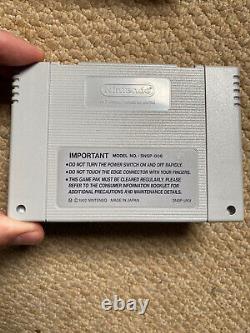 Nintendo
IMPORTANT MODEL NO.: SNSP-006
• DO NOT TURN THE POWER SWITCH ON AND OFF RAPIDLY.
• DO NOT TOUCH THE EDGE CONNECTOR WITH YOUR FINGERS.
• THIS GAME PAK MUST BE CLEANED REGULARLY. PLEASE
REFER TO THE CONSUMER INFORMATION BOOKLET FOR
ADDITIONAL PRECAUTIONS AND MAINTENANCE DETAILS.
© 1992 NINTENDO MADE IN JAPAN